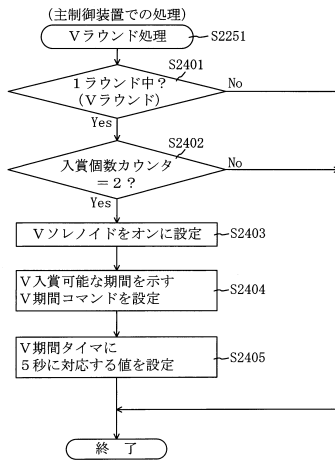 (主制御装置での処理)
Vラウンド処理
S2251
S2401
1ラウンド中?
(Vラウンド)
No
Yes
S2402
入賞個数カウンタ
=2?
No
Yes
Vソレノイドをオンに設定
S2403
V入賞可能な期間を示す
V期間コマンドを設定
S2404
V期間タイマに
5秒に対応する値を設定
S2405
終 了